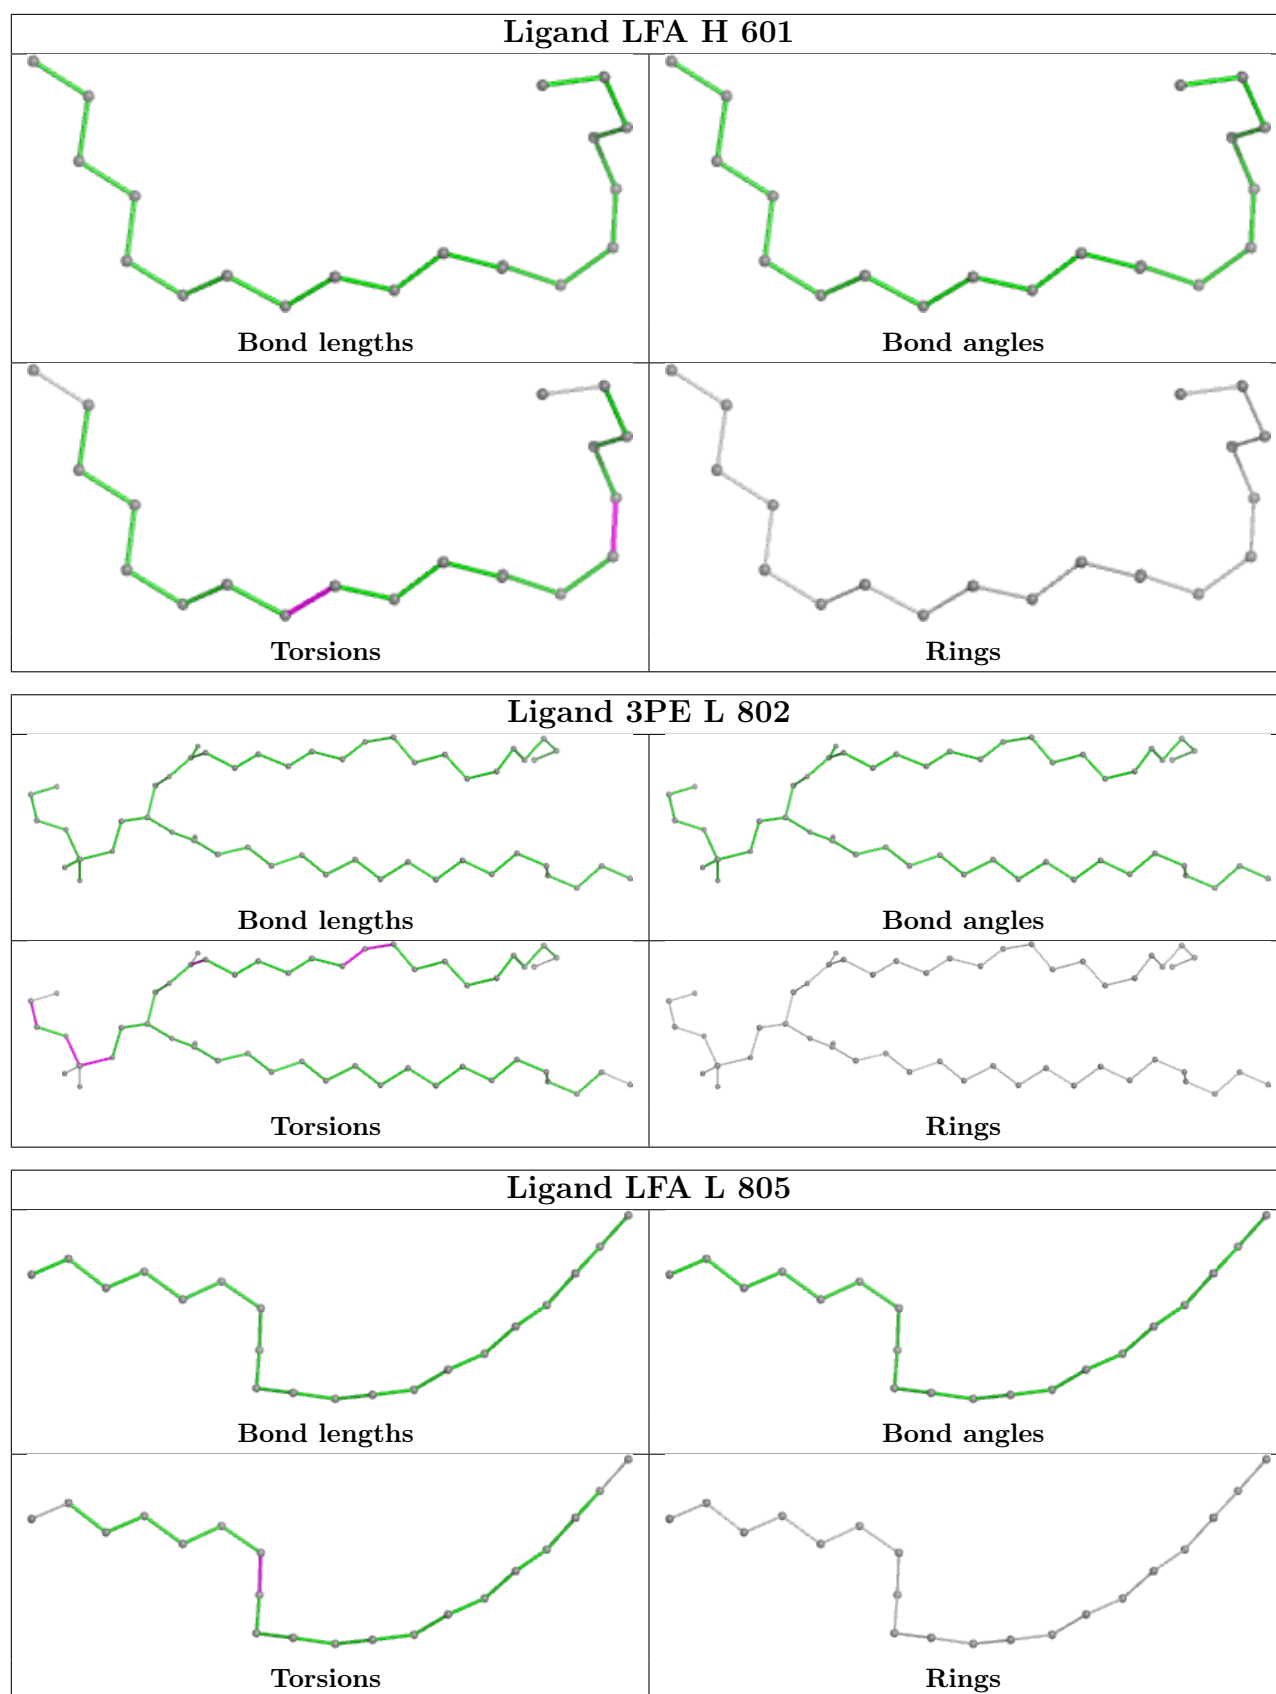 Ligand LFA H 601
Bond lengths
Bond angles
Torsions
Rings
Ligand 3PE L 802
Bond lengths
Bond angles
Torsions
Rings
Ligand LFA L 805
Bond lengths
Bond angles
Torsions
Rings